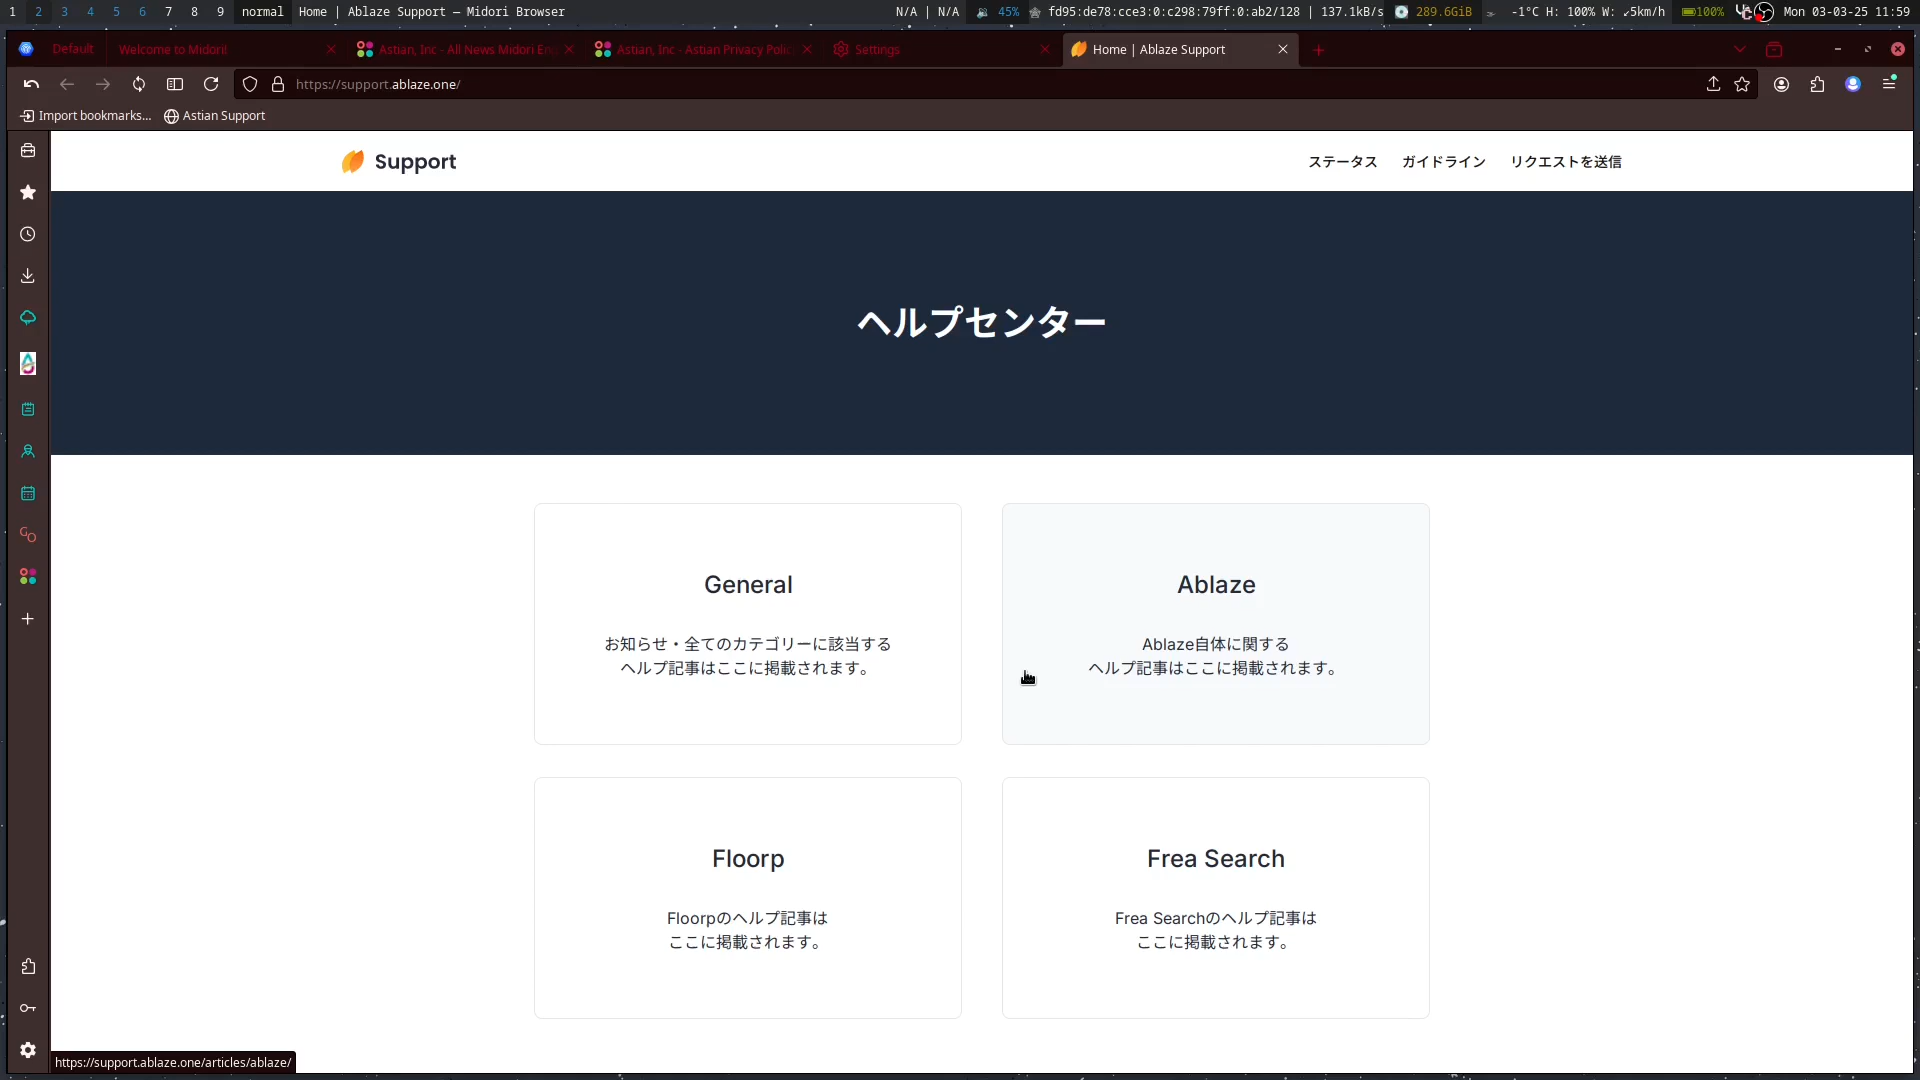 1 2 3 4 5 6 7 8 9 normal Home | Ablaze Support — Midori Browser N/A | N/A 45% fd95:de78:cce3:0:c298:79ff:0:ab2/128 | 137.1kB/s 289.6GiB -1°C H: 100% W: ↙5km/h 100% Mon 03-03-25 11:59
Default Welcome to Midori! Astian, Inc - All News Midori En Astian, Inc - Astian Privacy Polic Settings Home | Ablaze Support
https://support.ablaze.one/
Import bookmarks... Astian Support
Support ステータス ガイドライン リクエストを送信
ヘルプセンター
General
お知らせ・全てのカテゴリーに該当する
ヘルプ記事はここに掲載されます。
Ablaze
Ablaze自体に関する
ヘルプ記事はここに掲載されます。
Floorp
Floorpのヘルプ記事は
ここに掲載されます。
Frea Search
Frea Searchのヘルプ記事は
ここに掲載されます。
https://support.ablaze.one/articles/ablaze/